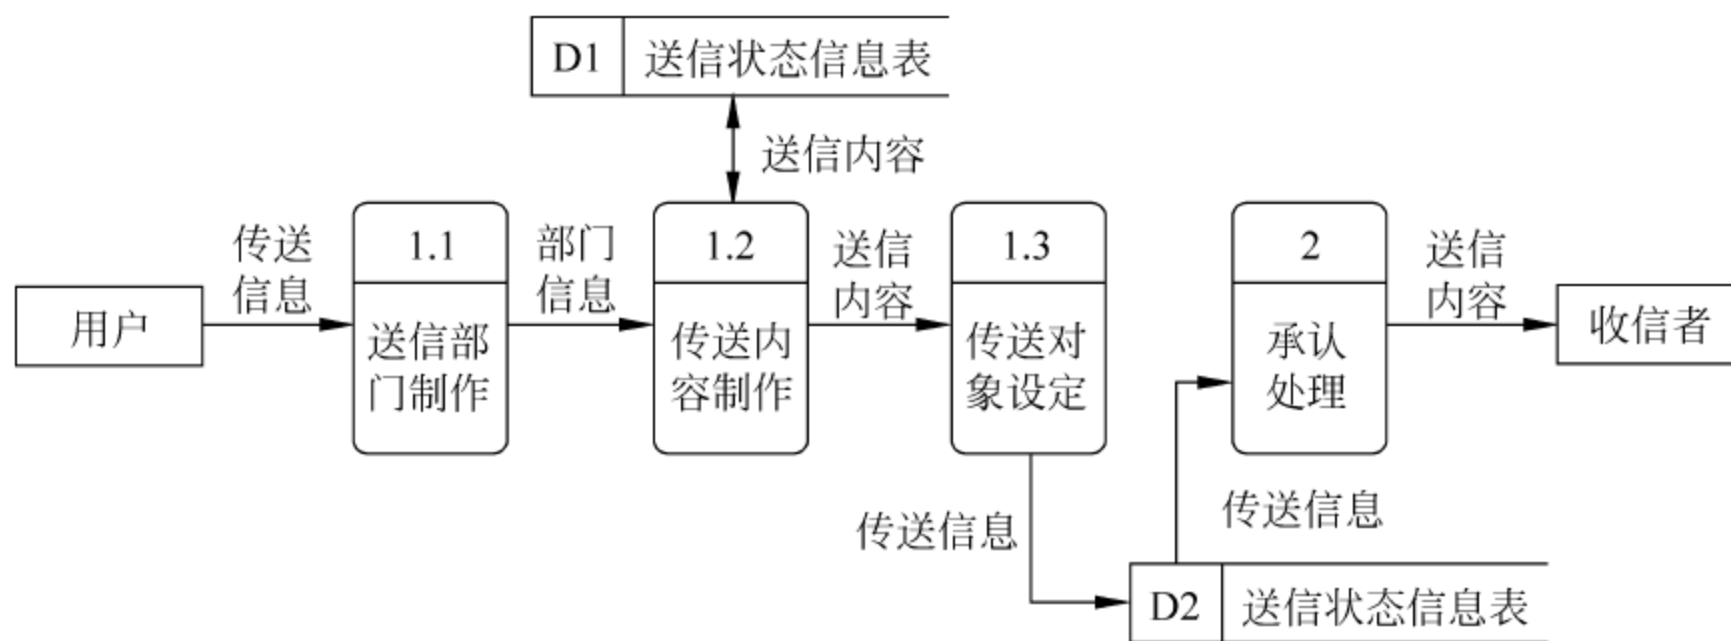 D1 送信状态信息表
送信内容
用户
传送
信息
1.1
送信部
门制作
部门
信息
1.2
传送内
容制作
送信
内容
1.3
传送对
象设定
传送信息
D2 送信状态信息表
传送信息
2
承认
处理
送信
内容
收信者